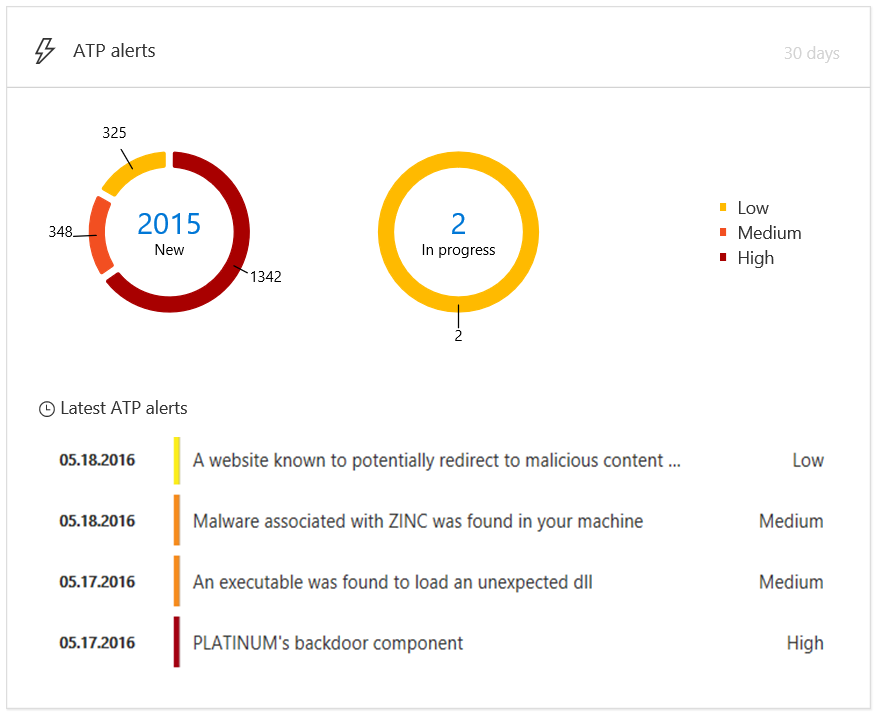 ATP alerts
30 days
325
348
2015
New
1342
2
In progress
2
Low
Medium
High
Latest ATP alerts
05.18.2016 A website known to potentially redirect to malicious content ... Low
05.18.2016 Malware associated with ZINC was found in your machine Medium
05.17.2016 An executable was found to load an unexpected dll Medium
05.17.2016 PLATINUM's backdoor component High